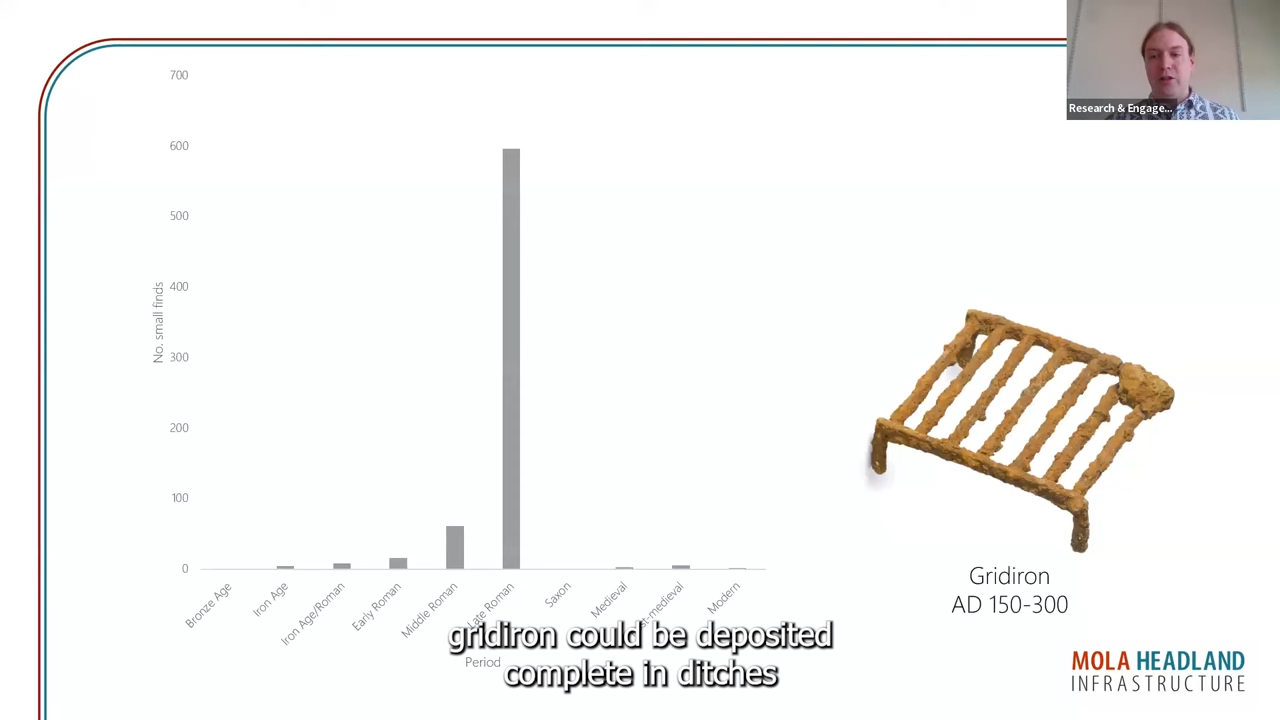 Research & Engage...
700
600
500
400
300
200
100
0
No. small finds
Bronze Age
Iron Age
Iron Age/Roman
Early Roman
Middle Roman
Late Roman
Saxon
Medieval
st-medieval
Modern
Period
Gridiron
AD 150-300
gridiron could be deposited
complete in ditches
MOLA HEADLAND
INFRASTRUCTURE